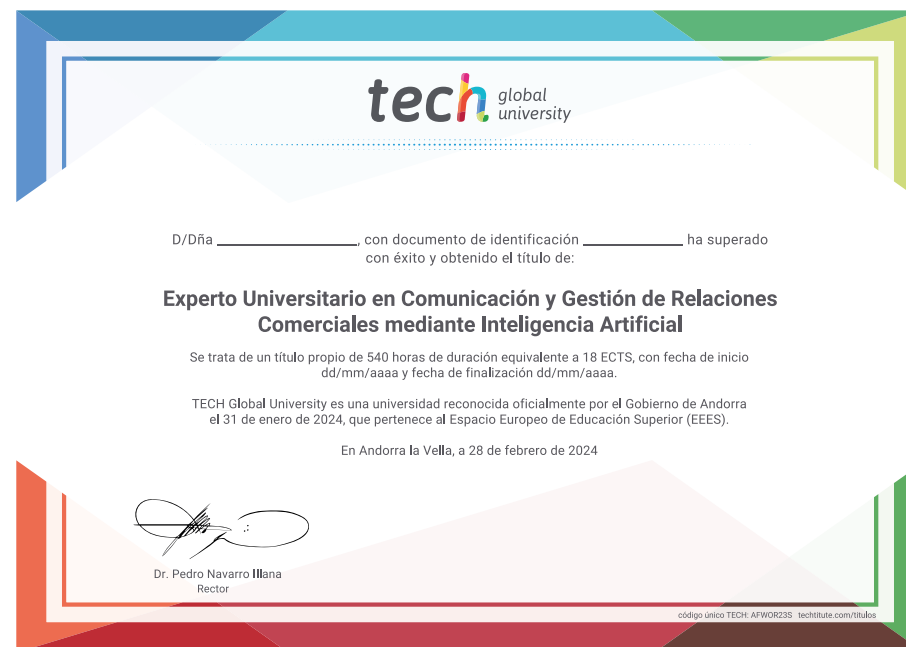 tech global
university
D/Dña ____________________, con documento de identificación ______________ ha superado
con éxito y obtenido el título de:
Experto Universitario en Comunicación y Gestión de Relaciones
Comerciales mediante Inteligencia Artificial
Se trata de un título propio de 540 horas de duración equivalente a 18 ECTS, con fecha de inicio
dd/mm/aaaa y fecha de finalización dd/mm/aaaa.
TECH Global University es una universidad reconocida oficialmente por el Gobierno de Andorra
el 31 de enero de 2024, que pertenece al Espacio Europeo de Educación Superior (EEES).
En Andorra la Vella, a 28 de febrero de 2024
Dr. Pedro Navarro Illana
Rector
código único TECH: AFWOR23S techtitute.com/titulos